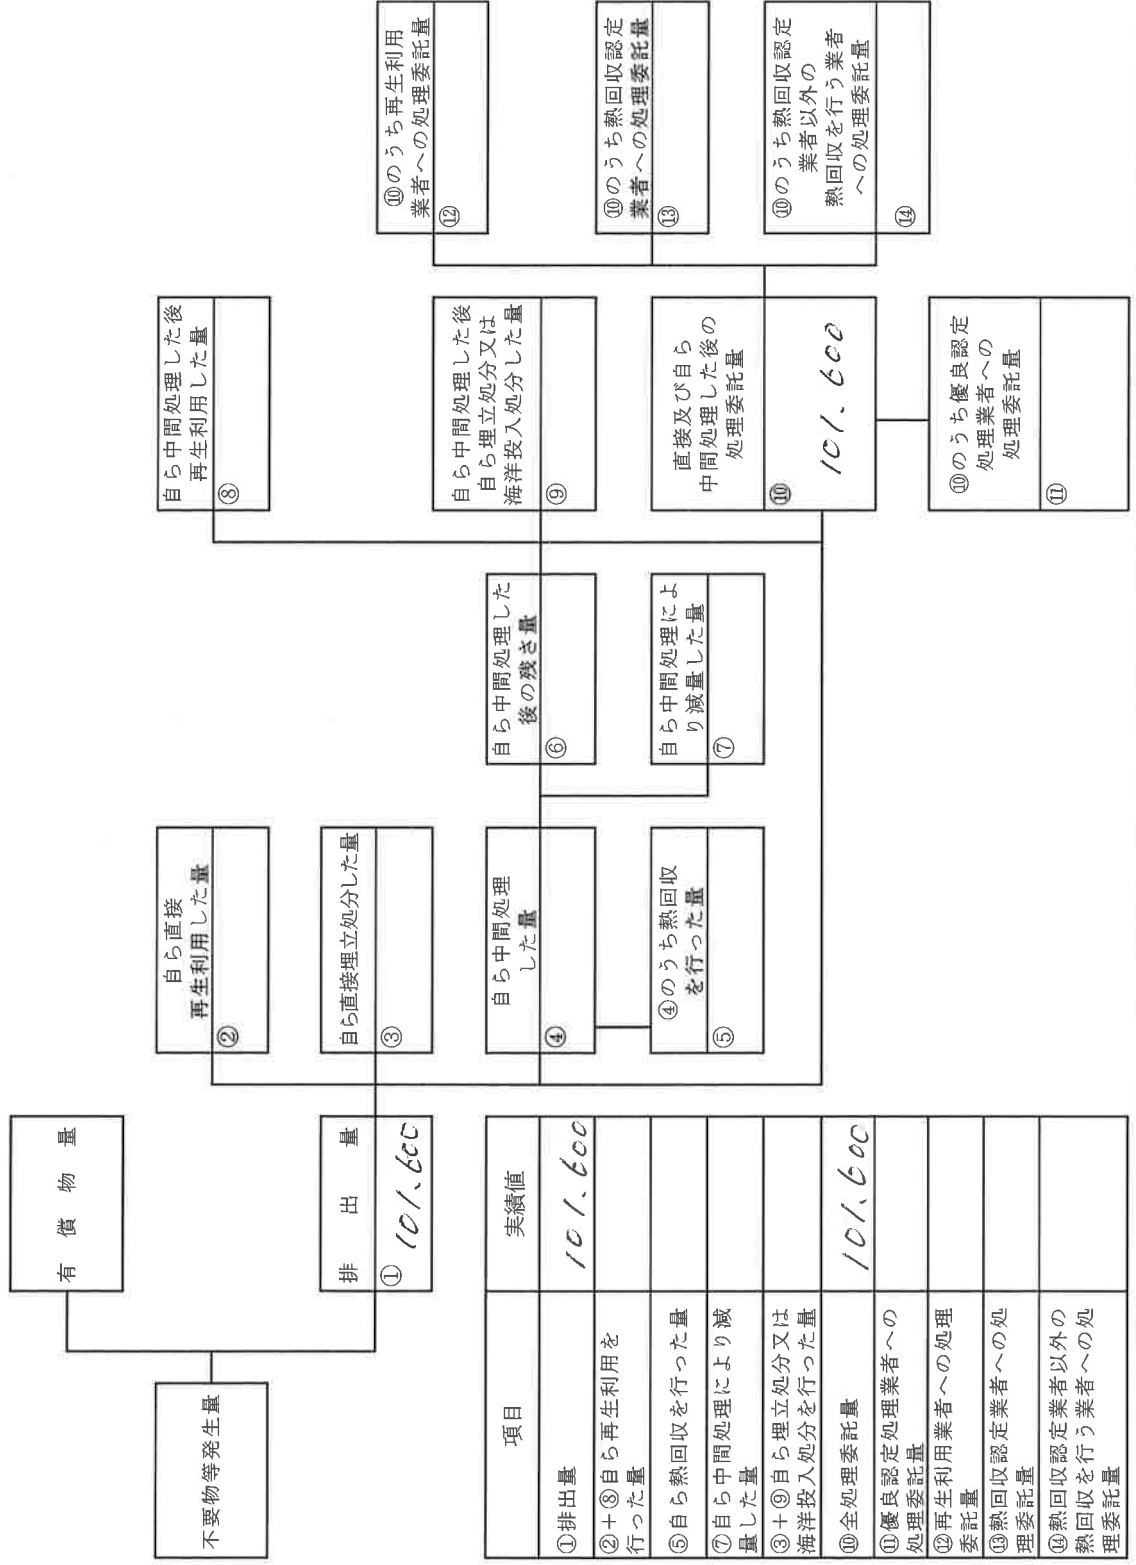 不要物等発生量
有償物量
排出量
①
101、600
自ら直接
再生利用した量
②
自ら直接埋立処分した量
③
自ら中間処理
した量
④
④のうち熱回収
を行った量
⑤
自ら中間処理した
後の残さ量
⑥
自ら中間処理によ
り減量した量
⑦
自ら中間処理した後
再生利用した量
⑧
自ら中間処理した後
自ら埋立処分又は
海洋投入処分した量
⑨
直接及び自ら
中間処理した後の
処理委託量
⑩
101、600
⑩のうち優良認定
処理業者への
処理委託量
⑪
⑩のうち再生利用
業者への処理委託量
⑫
⑩のうち熱回収認定
業者への処理委託量
⑬
⑩のうち熱回収認定
業者以外の
熱回収を行う業者
への処理委託量
⑭
項目
実績値
①排出量
101、600
②+⑧自ら再生利用を
行った量
⑤自ら熱回収を行った量
⑦自ら中間処理により減
量した量
③+⑨自ら埋立処分又は
海洋投入処分を行った量
⑩全処理委託量
101、600
⑪優良認定処理業者への
処理委託量
⑫再生利用業者への処理
委託量
⑬熱回収認定業者への処
理委託量
⑭熱回収認定業者以外の
熱回収を行う業者への処
理委託量